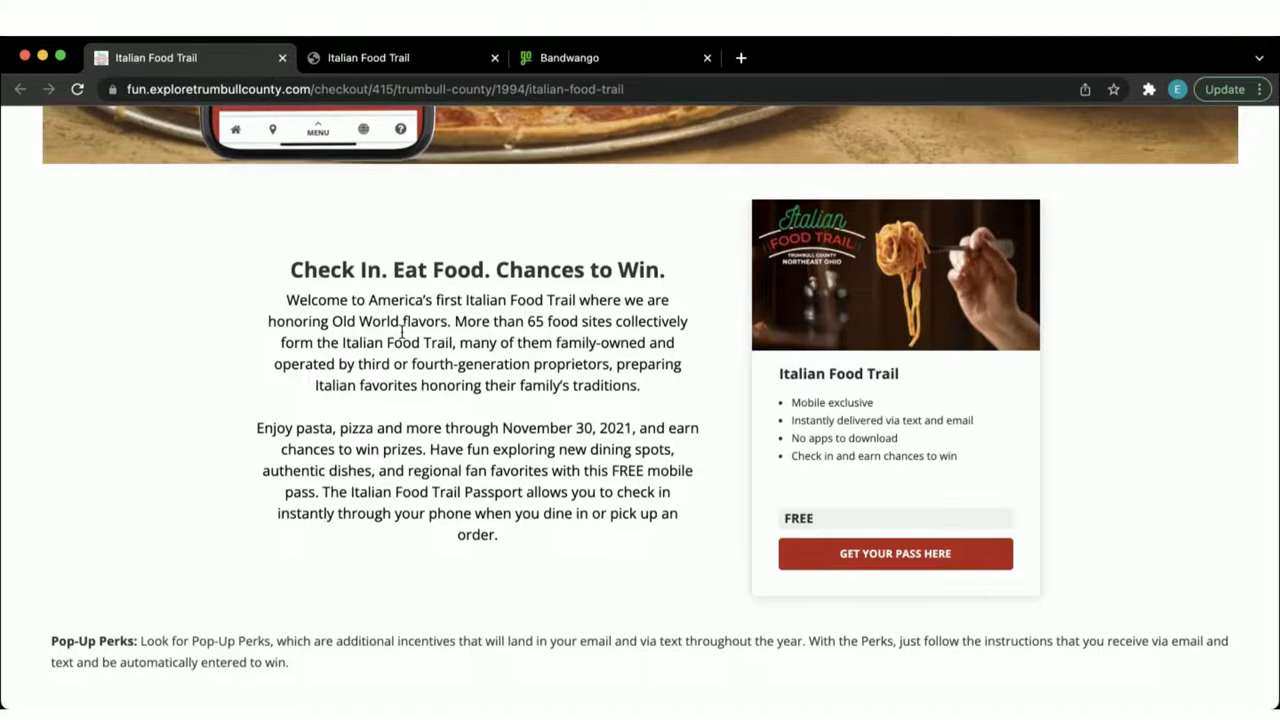 Italian Food Trail
Italian Food Trail
Bandwango
fun.exploretrumbullcounty.com/checkout/415/trumbull-county/1994/italian-food-trail
E
Update
MENU
Check In. Eat Food. Chances to Win.
Welcome to America's first Italian Food Trail where we are
honoring Old World flavors. More than 65 food sites collectively
form the Italian Food Trail, many of them family-owned and
operated by third or fourth-generation proprietors, preparing
Italian favorites honoring their family's traditions.
Enjoy pasta, pizza and more through November 30, 2021, and earn
chances to win prizes. Have fun exploring new dining spots,
authentic dishes, and regional fan favorites with this FREE mobile
pass. The Italian Food Trail Passport allows you to check in
instantly through your phone when you dine in or pick up an
order.
Italian
FOOD TRAIL
TRUMBULL COUNTY
NORTHEAST OHIO
Italian Food Trail
• Mobile exclusive
• Instantly delivered via text and email
• No apps to download
• Check in and earn chances to win
FREE
GET YOUR PASS HERE
Pop-Up Perks: Look for Pop-Up Perks, which are additional incentives that will land in your email and via text throughout the year. With the Perks, just follow the instructions that you receive via email and
text and be automatically entered to win.